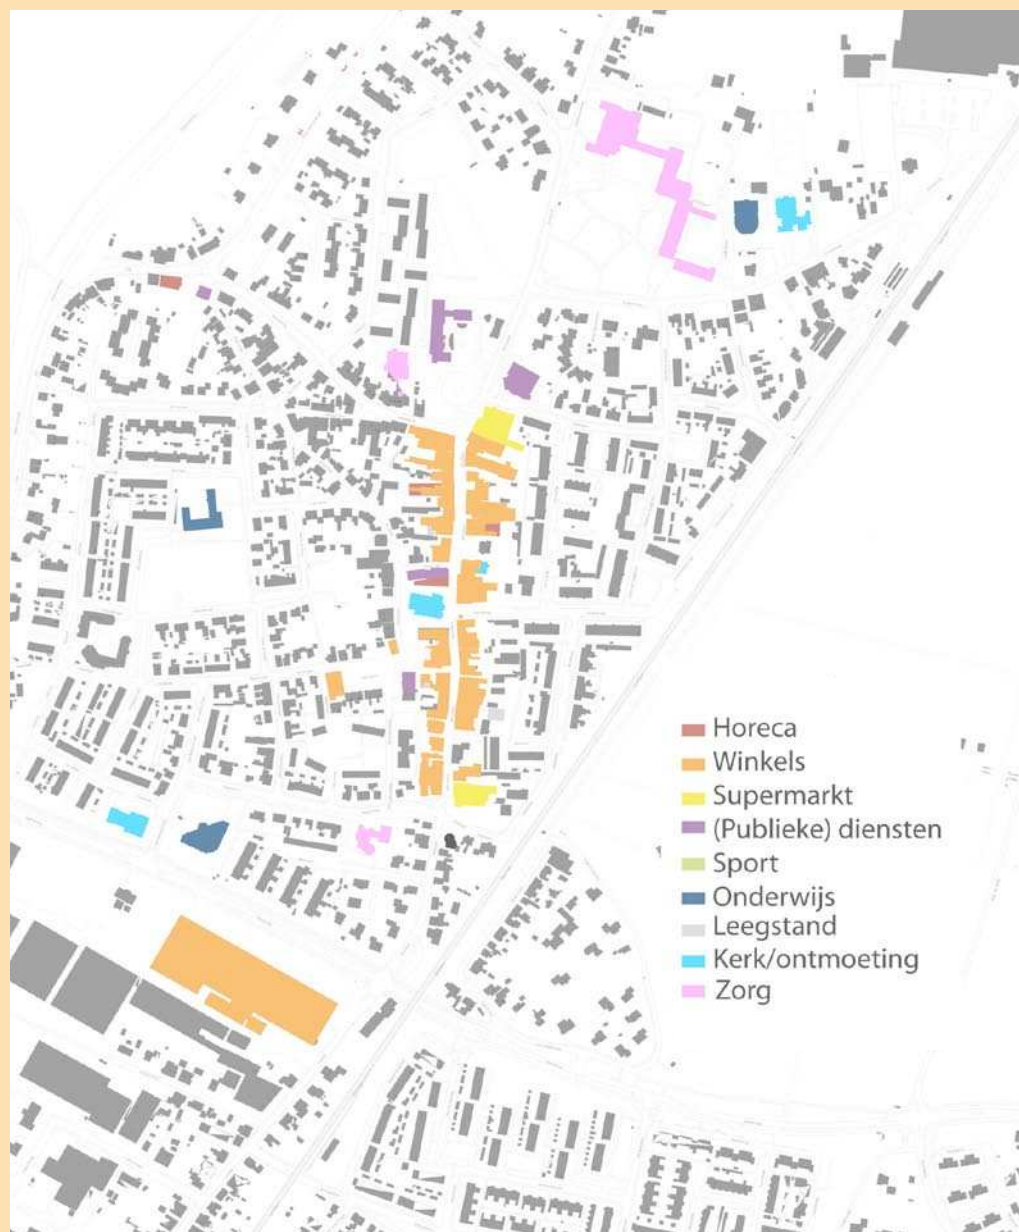 Horeca
Winkels
Supermarkt
(Publieke) diensten
Sport
Onderwijs
Leegstand
Kerk/ontmoeting
Zorg